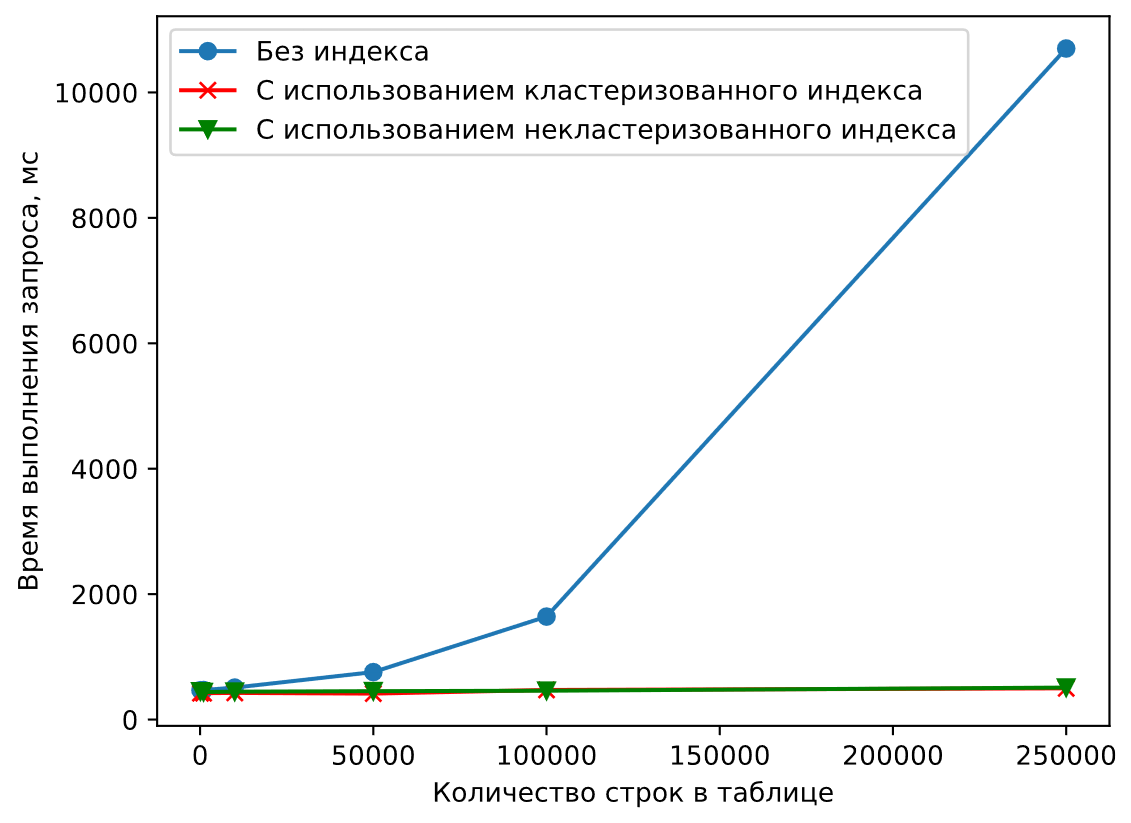 Без индекса
С использованием кластеризованного индекса
С использованием некластеризованного индекса
Время выполнения запроса, мс
10000
8000
6000
4000
2000
0
0 50000 100000 150000 200000 250000
Количество строк в таблице